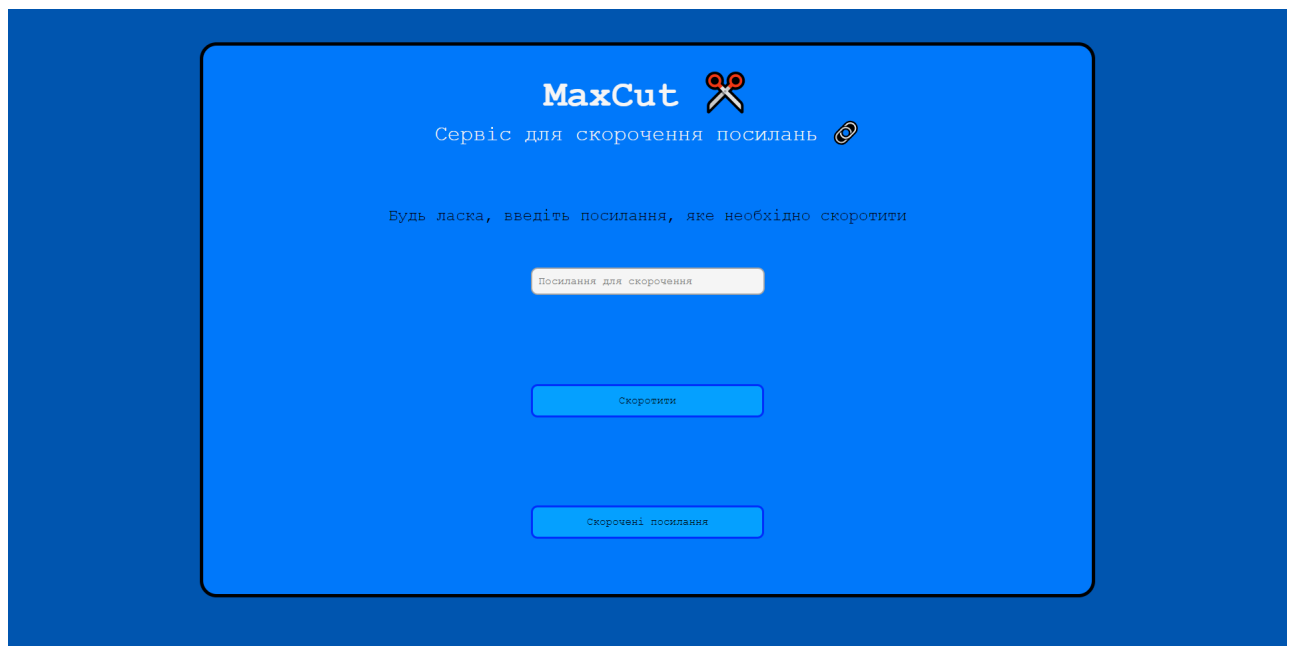 MaxCut ✂
Сервіс для скорочення посилань 🔗
Будь ласка, введіть посилання, яке необхідно скоротити
Посилання для скорочення
Скоротити
Скорочені посилання